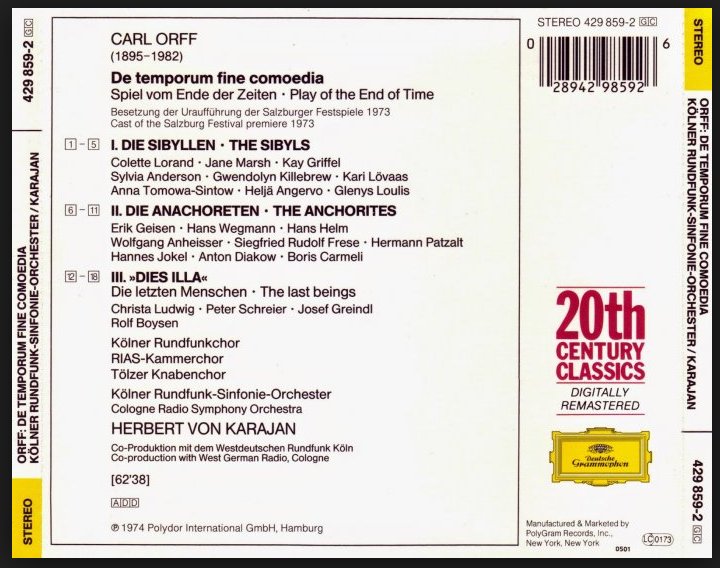 STEREO 429 859-2 GC
CARL ORFF
(1895–1982)
De temporum fine comoedia
Spiel vom Ende der Zeiten · Play of the End of Time
Besetzung der Uraufführung der Salzburger Festspiele 1973
Cast of the Salzburg Festival premiere 1973
1 – 5 I. DIE SIBYLLEN · THE SIBYLS
Colette Lorand · Jane Marsh · Kay Griffel
Sylvia Anderson · Gwendolyn Killebrew · Kari Lövaas
Anna Tomowa-Sintow · Heljä Angervo · Glenys Loulis
6 – 11 II. DIE ANACHORETEN · THE ANCHORITES
Erik Geisen · Hans Wegmann · Hans Helm
Wolfgang Anheisser · Siegfried Rudolf Frese · Hermann Patzalt
Hannes Jokel · Anton Diakow · Boris Carmeli
12 – 18 III. »DIES ILLA«
Die letzten Menschen · The last beings
Christa Ludwig · Peter Schreier · Josef Greindl
Rolf Boysen
Kölner Rundfunkchor
RIAS-Kammerchor
Tölzer Knabenchor
Kölner Rundfunk-Sinfonie-Orchester
Cologne Radio Symphony Orchestra
HERBERT VON KARAJAN
Co-Produktion mit dem Westdeutschen Rundfunk Köln
Co-production with West German Radio, Cologne
[62'38]
ADD
℗ 1974 Polydor International GmbH, Hamburg
0 28942 98592 6
20th
CENTURY
CLASSICS
DIGITALLY
REMASTERED
Deutsche
Grammophon
Manufactured & Marketed by
PolyGram Records, Inc.,
New York, New York
0501
LC 0173
429 859-2 GC
ORFF: DE TEMPORUM FINE COMOEDIA
KÖLNER RUNDFUNK-SINFONIE-ORCHESTER / KARAJAN
STEREO
STEREO
ORFF: DE TEMPORUM FINE COMOEDIA
KÖLNER RUNDFUNK-SINFONIE-ORCHESTER / KARAJAN
429 859-2 GC